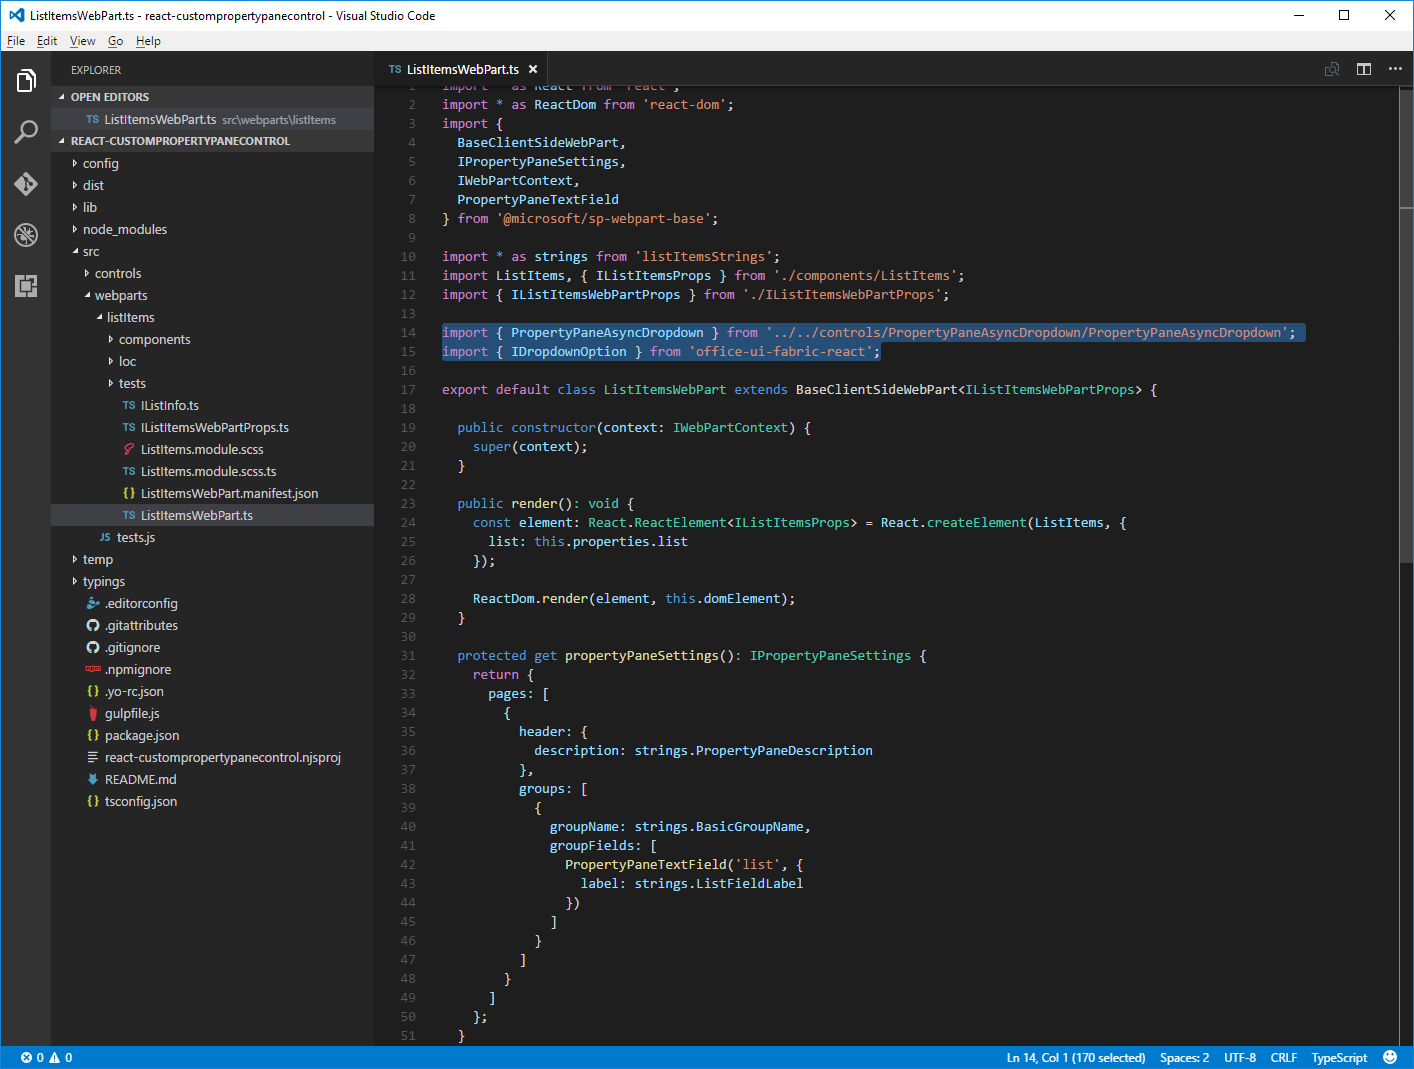 ListItemsWebPart.ts - react-custompropertypanecontrol - Visual Studio Code
File Edit View Go Help
EXPLORER
OPEN EDITORS
TS ListItemsWebPart.ts src\webparts\listItems
REACT-CUSTOMPROPERTYPANECONTROL
config
dist
lib
node_modules
src
controls
webparts
listItems
components
loc
tests
TS IListInfo.ts
TS IListItemsWebPartProps.ts
ListItems.module.scss
TS ListItems.module.scss.ts
{} ListItemsWebPart.manifest.json
TS ListItemsWebPart.ts
JS tests.js
temp
typings
.editorconfig
.gitattributes
.gitignore
npm .npmignore
{} .yo-rc.json
gulpfile.js
{} package.json
react-custompropertypanecontrol.njsproj
README.md
{} tsconfig.json
TS ListItemsWebPart.ts
1 import * as React from 'react';
2 import * as ReactDom from 'react-dom';
3 import {
4   BaseClientSideWebPart,
5   IPropertyPaneSettings,
6   IWebPartContext,
7   PropertyPaneTextField
8 } from '@microsoft/sp-webpart-base';
9
10 import * as strings from 'listItemsStrings';
11 import ListItems, { IListItemsProps } from './components/ListItems';
12 import { IListItemsWebPartProps } from './IListItemsWebPartProps';
13
14 import { PropertyPaneAsyncDropdown } from '../../controls/PropertyPaneAsyncDropdown/PropertyPaneAsyncDropdown';
15 import { IDropdownOption } from 'office-ui-fabric-react';
16
17 export default class ListItemsWebPart extends BaseClientSideWebPart<IListItemsWebPartProps> {
18
19   public constructor(context: IWebPartContext) {
20     super(context);
21   }
22
23   public render(): void {
24     const element: React.ReactElement<IListItemsProps> = React.createElement(ListItems, {
25       list: this.properties.list
26     });
27
28     ReactDom.render(element, this.domElement);
29   }
30
31   protected get propertyPaneSettings(): IPropertyPaneSettings {
32     return {
33       pages: [
34         {
35           header: {
36             description: strings.PropertyPaneDescription
37           },
38           groups: [
39             {
40               groupName: strings.BasicGroupName,
41               groupFields: [
42                 PropertyPaneTextField('list', {
43                   label: strings.ListFieldLabel
44                 })
45               ]
46             }
47           ]
48         }
49       ]
50     };
51   }
0 0 Ln 14, Col 1 (170 selected) Spaces: 2 UTF-8 CRLF TypeScript